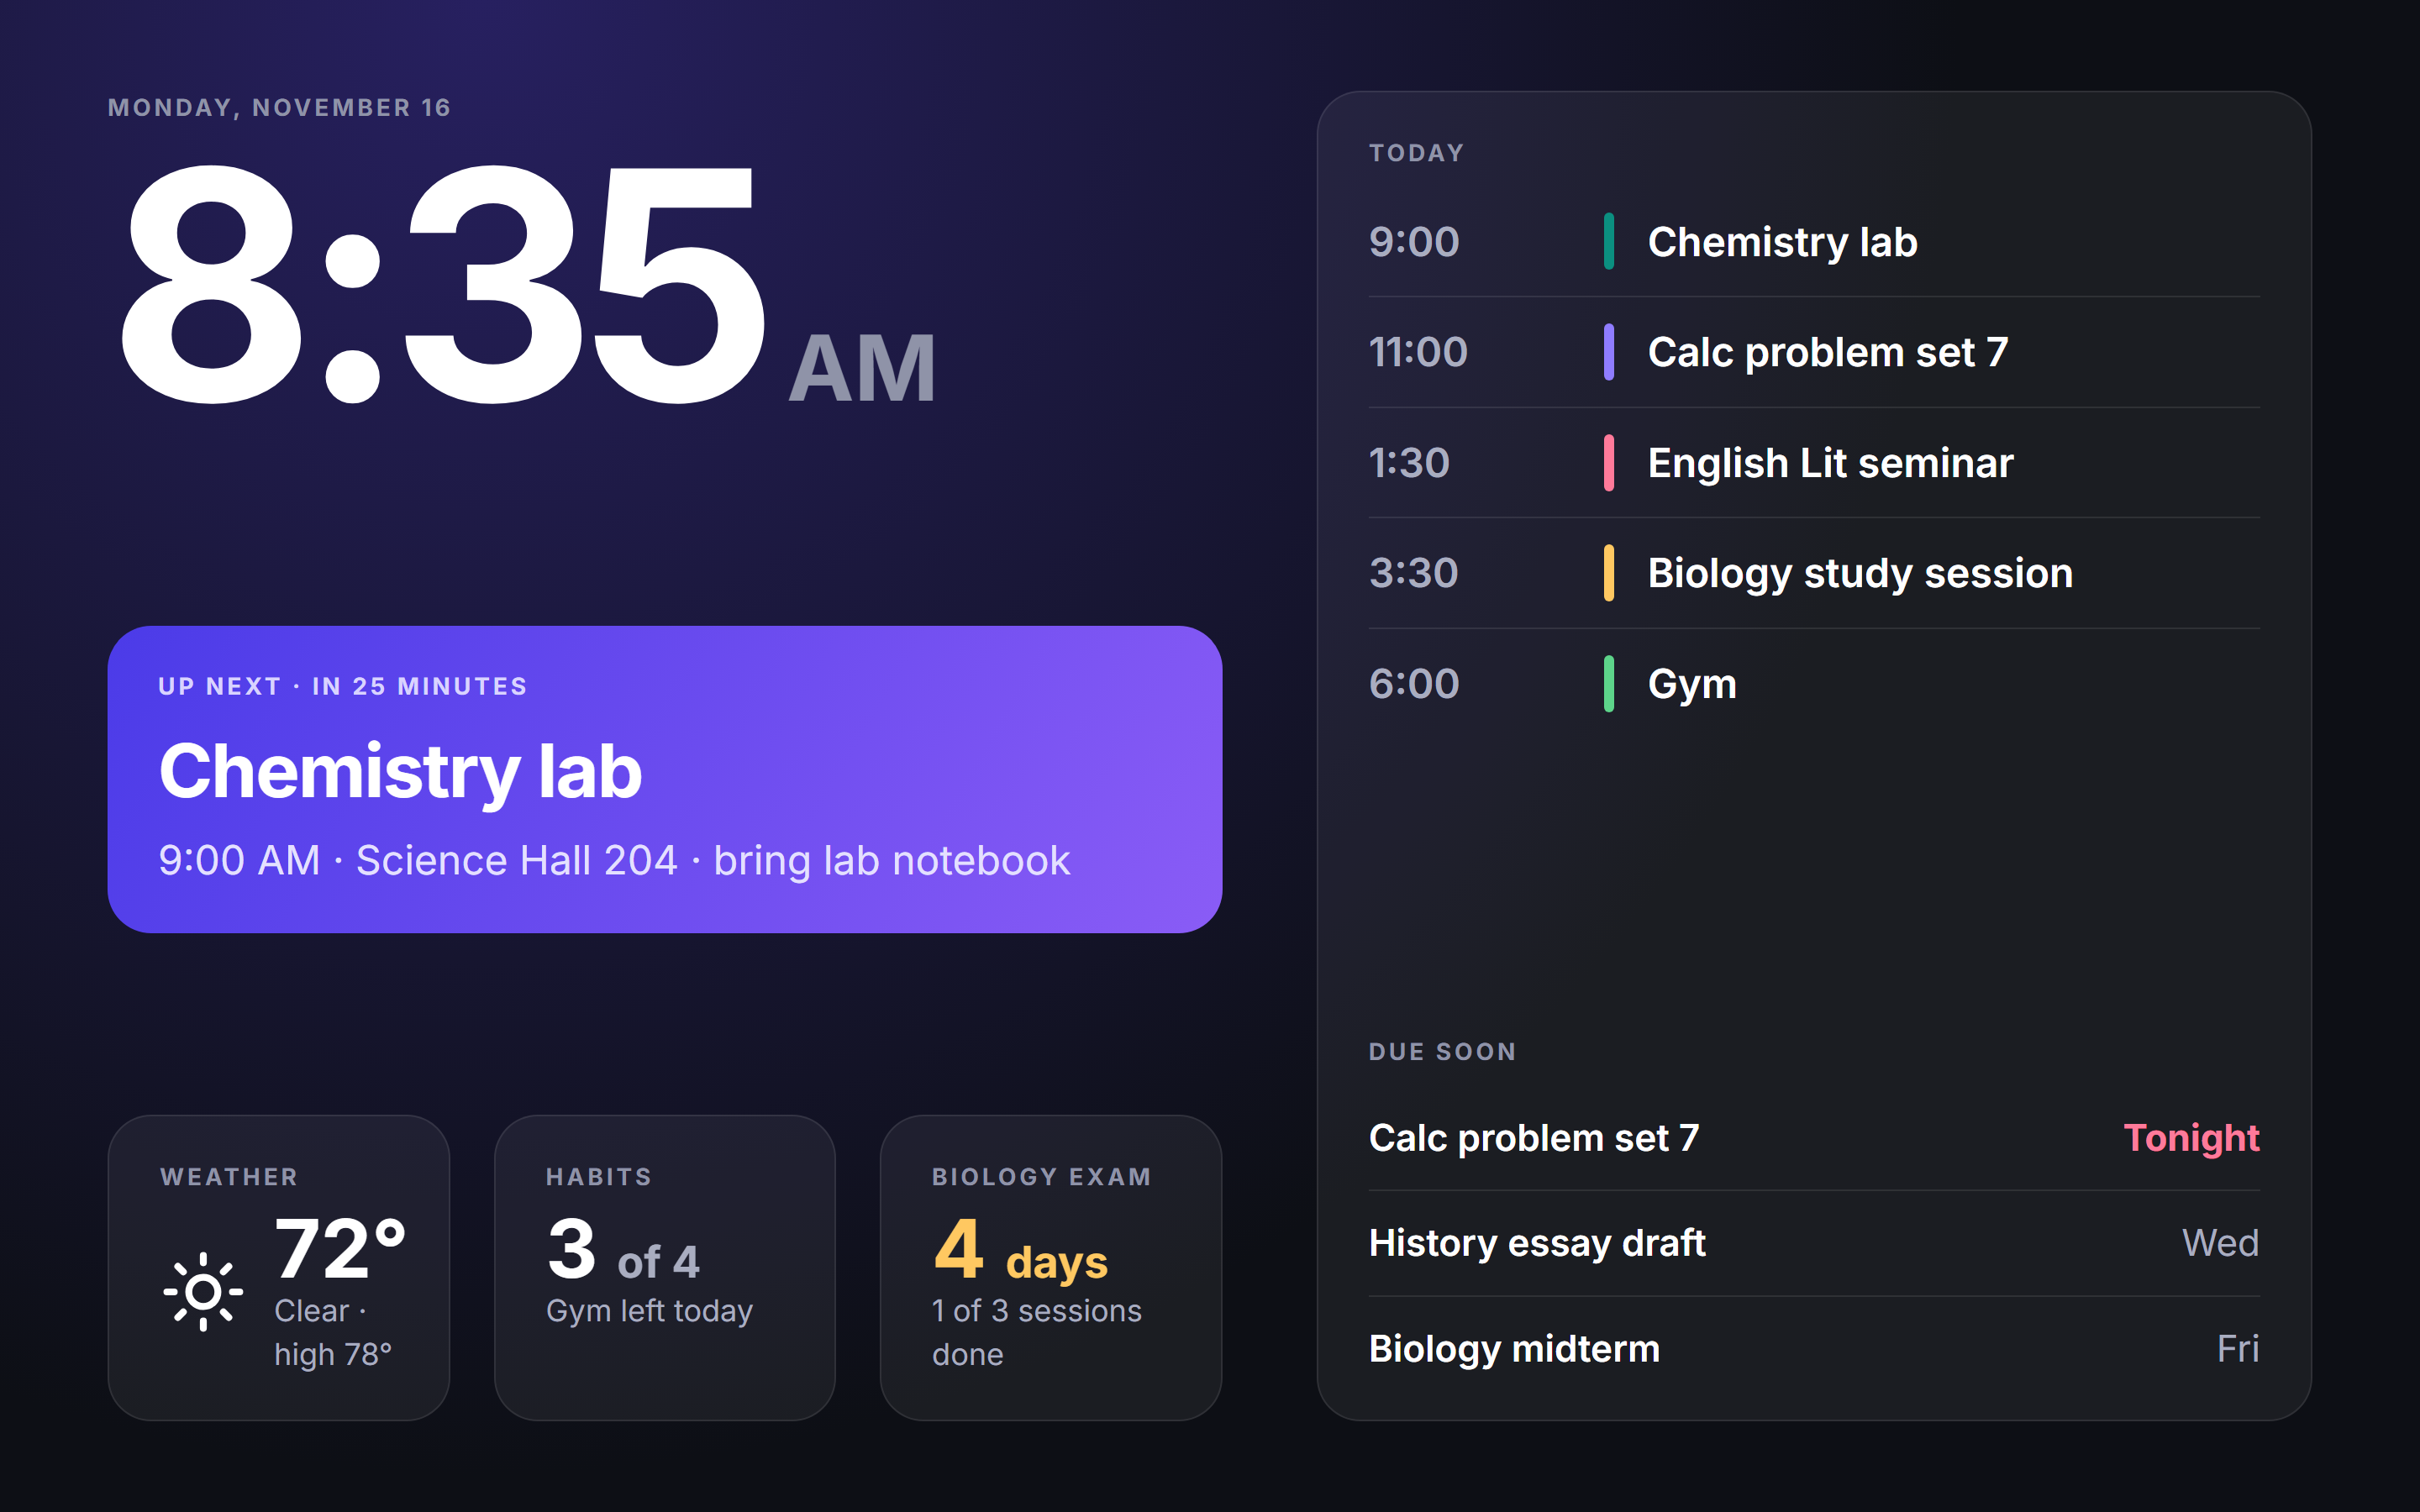 MONDAY, NOVEMBER 16
8:35 AM
UP NEXT · IN 25 MINUTES
Chemistry lab
9:00 AM · Science Hall 204 · bring lab notebook
WEATHER
72°
Clear ·
high 78°
HABITS
3 of 4
Gym left today
BIOLOGY EXAM
4 days
1 of 3 sessions
done
TODAY
9:00 Chemistry lab
11:00 Calc problem set 7
1:30 English Lit seminar
3:30 Biology study session
6:00 Gym
DUE SOON
Calc problem set 7 Tonight
History essay draft Wed
Biology midterm Fri